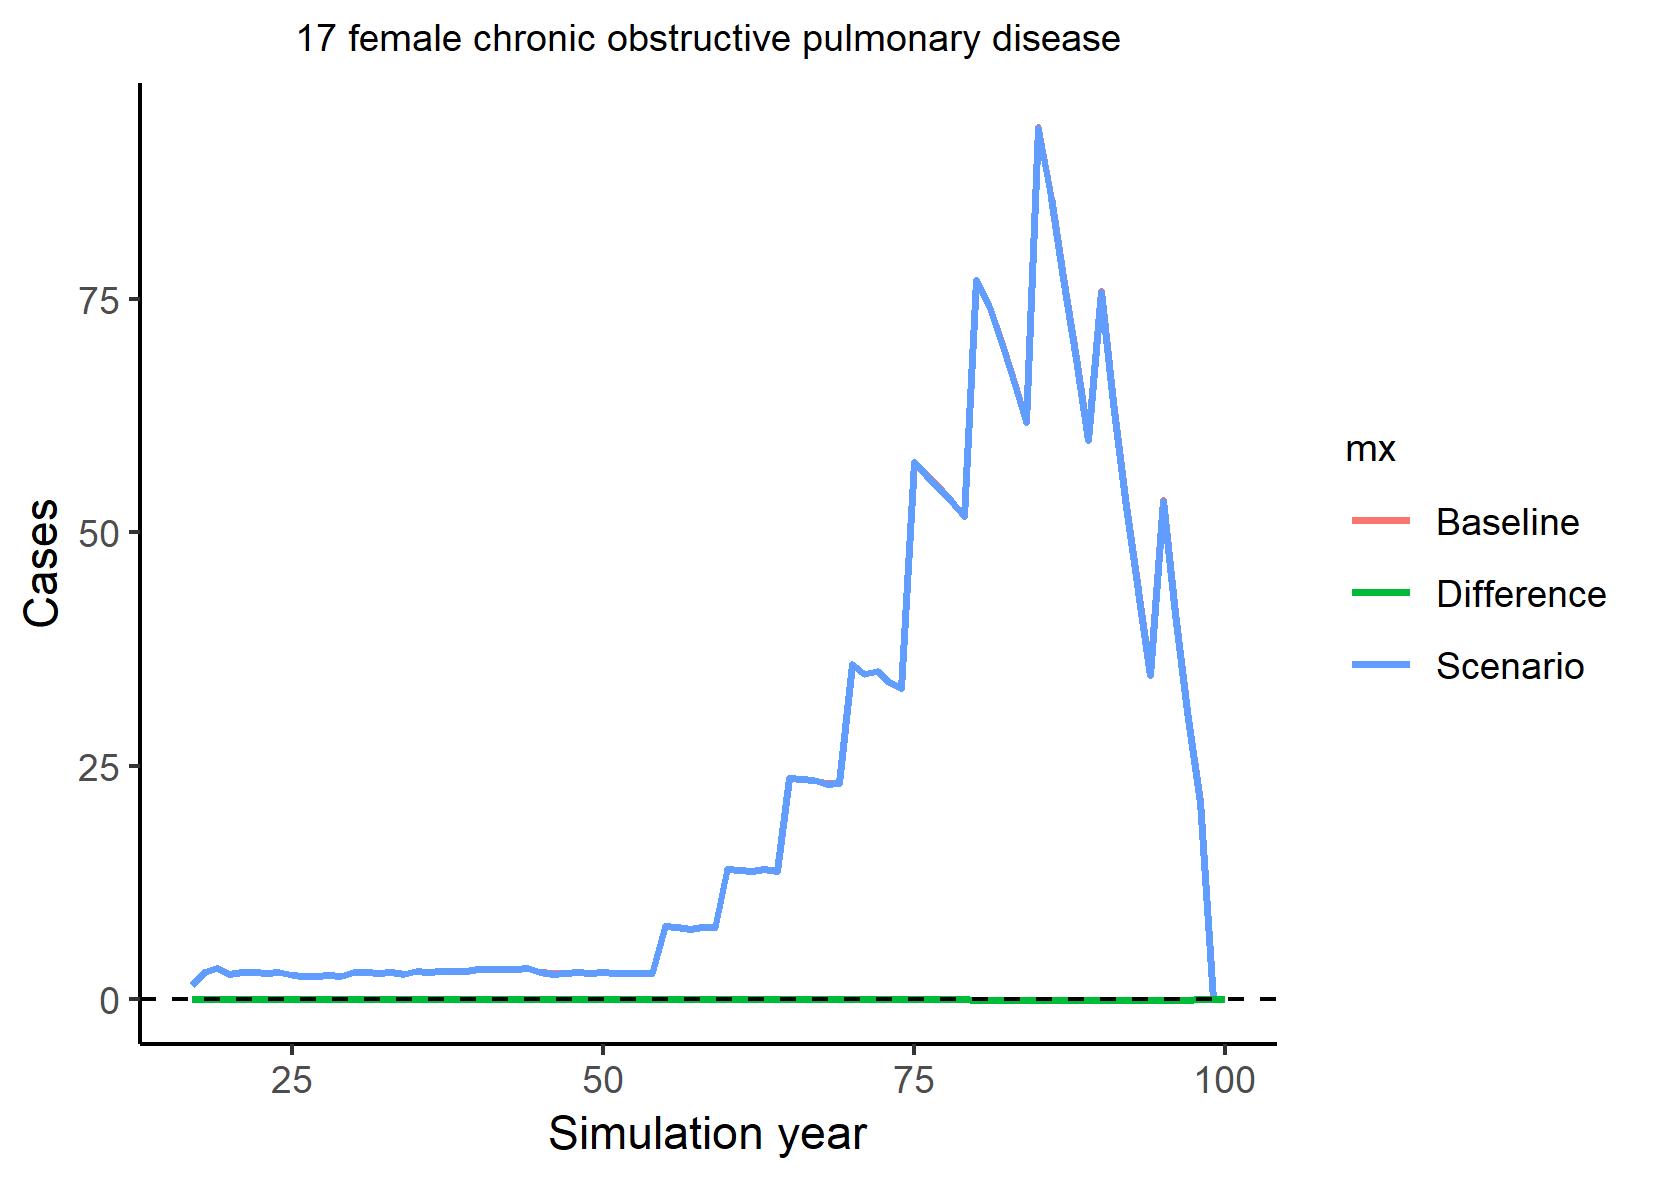 17 female chronic obstructive pulmonary disease
Cases
75
50
25
0
25 50 75 100
Simulation year
mx
Baseline
Difference
Scenario